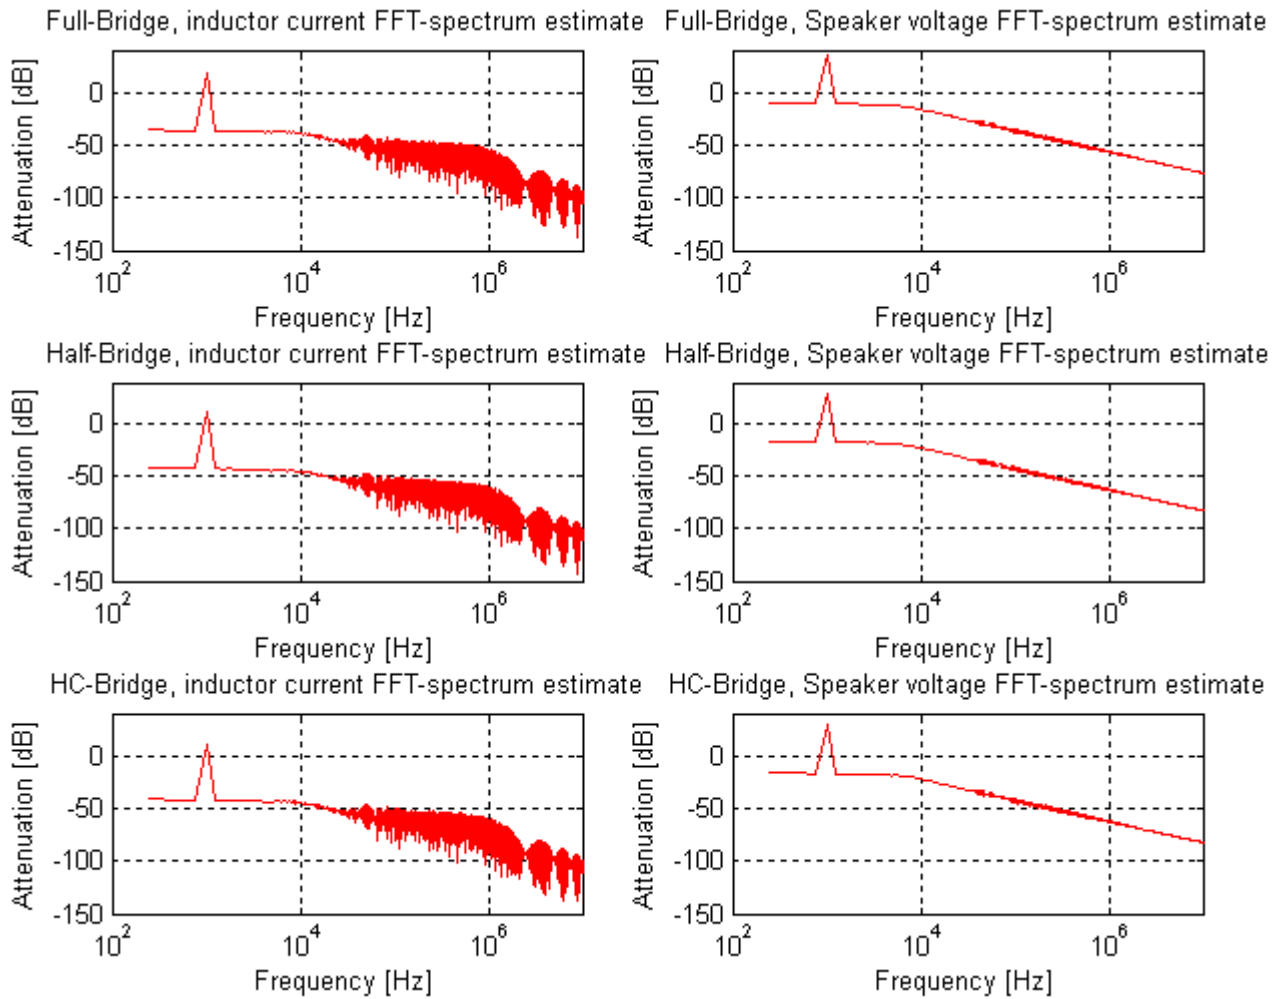 Full-Bridge, inductor current FFT-spectrum estimate
Attenuation [dB]
0
-50
-100
-150
10^2
10^4
10^6
Frequency [Hz]
Full-Bridge, Speaker voltage FFT-spectrum estimate
Attenuation [dB]
0
-50
-100
-150
10^2
10^4
10^6
Frequency [Hz]
Half-Bridge, inductor current FFT-spectrum estimate
Attenuation [dB]
0
-50
-100
-150
10^2
10^4
10^6
Frequency [Hz]
Half-Bridge, Speaker voltage FFT-spectrum estimate
Attenuation [dB]
0
-50
-100
-150
10^2
10^4
10^6
Frequency [Hz]
HC-Bridge, inductor current FFT-spectrum estimate
Attenuation [dB]
0
-50
-100
-150
10^2
10^4
10^6
Frequency [Hz]
HC-Bridge, Speaker voltage FFT-spectrum estimate
Attenuation [dB]
0
-50
-100
-150
10^2
10^4
10^6
Frequency [Hz]